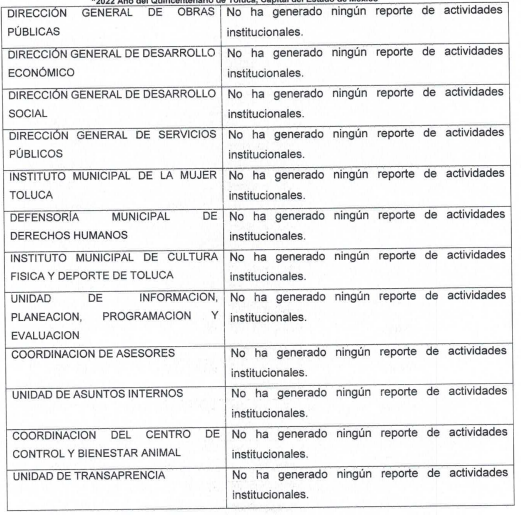 "2022 Año del Quincentenario de Toluca, Capital del Estado de México"
DIRECCIÓN GENERAL DE OBRAS
PÚBLICAS
No ha generado ningún reporte de actividades
institucionales.
DIRECCIÓN GENERAL DE DESARROLLO
ECONÓMICO
No ha generado ningún reporte de actividades
institucionales.
DIRECCIÓN GENERAL DE DESARROLLO
SOCIAL
No ha generado ningún reporte de actividades
institucionales.
DIRECCIÓN GENERAL DE SERVICIOS
PÚBLICOS
No ha generado ningún reporte de actividades
institucionales.
INSTITUTO MUNICIPAL DE LA MUJER
TOLUCA
No ha generado ningún reporte de actividades
institucionales.
DEFENSORÍA MUNICIPAL DE
DERECHOS HUMANOS
No ha generado ningún reporte de actividades
institucionales.
INSTITUTO MUNICIPAL DE CULTURA
FISICA Y DEPORTE DE TOLUCA
No ha generado ningún reporte de actividades
institucionales.
UNIDAD DE INFORMACION,
PLANEACION, PROGRAMACION Y
EVALUACION
No ha generado ningún reporte de actividades
institucionales.
COORDINACION DE ASESORES
No ha generado ningún reporte de actividades
institucionales.
UNIDAD DE ASUNTOS INTERNOS
No ha generado ningún reporte de actividades
institucionales.
COORDINACION DEL CENTRO DE
CONTROL Y BIENESTAR ANIMAL
No ha generado ningún reporte de actividades
institucionales.
UNIDAD DE TRANSAPRENCIA
No ha generado ningún reporte de actividades
institucionales.